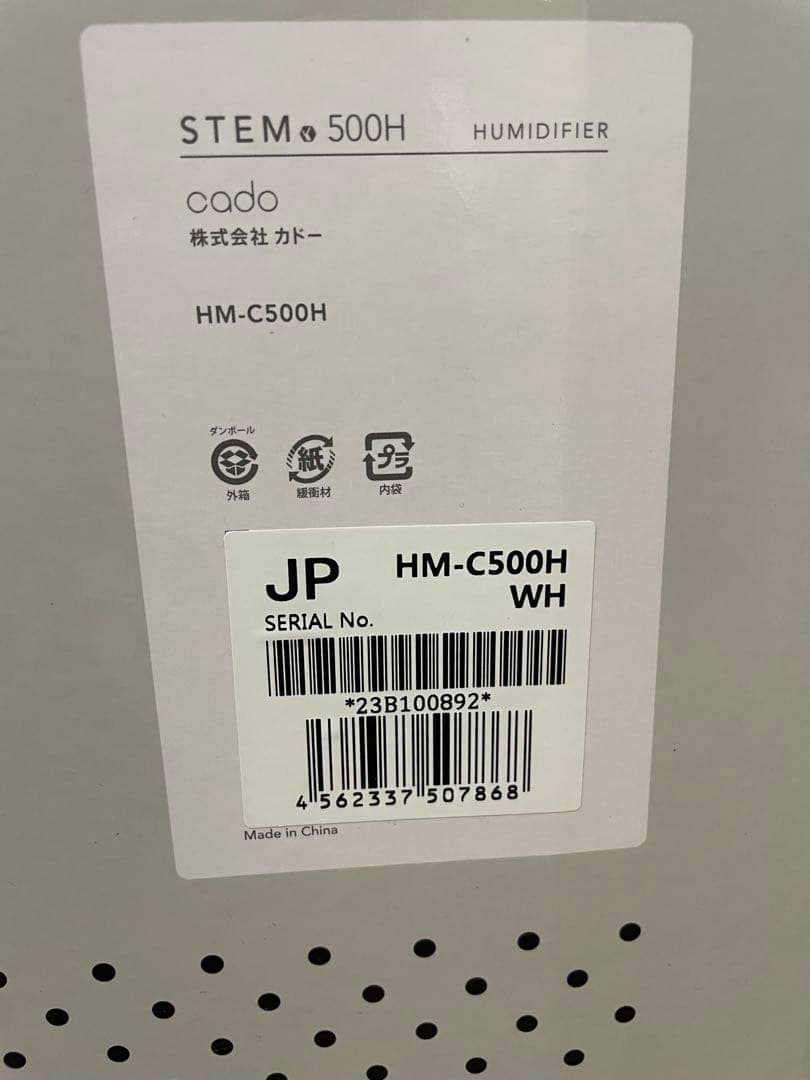 STEM 500H HUMIDIFIER
cado
株式会社 カドー
HM-C500H
ダンボール
紙 プラ
外箱 緩衝材 内袋
JP HM-C500H
WH
SERIAL No.
*23B100892*
4 562337 507868
Made in China